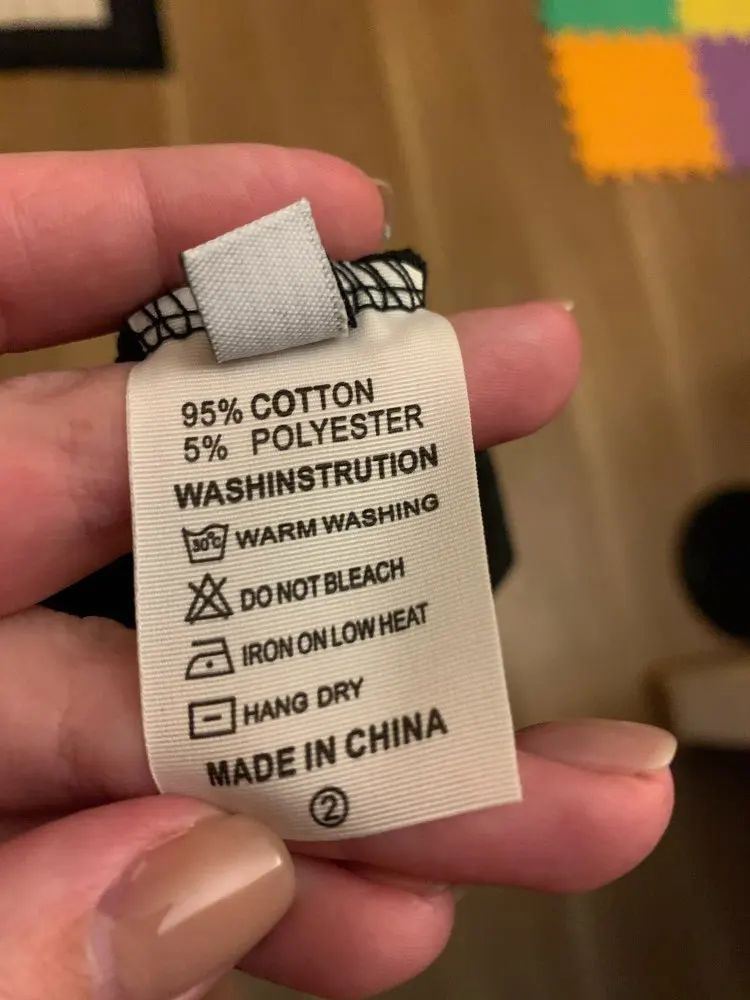 95% COTTON
5% POLYESTER
WASHINSTRUTION
30°C WARM WASHING
DO NOT BLEACH
IRON ON LOW HEAT
HANG DRY
MADE IN CHINA
②